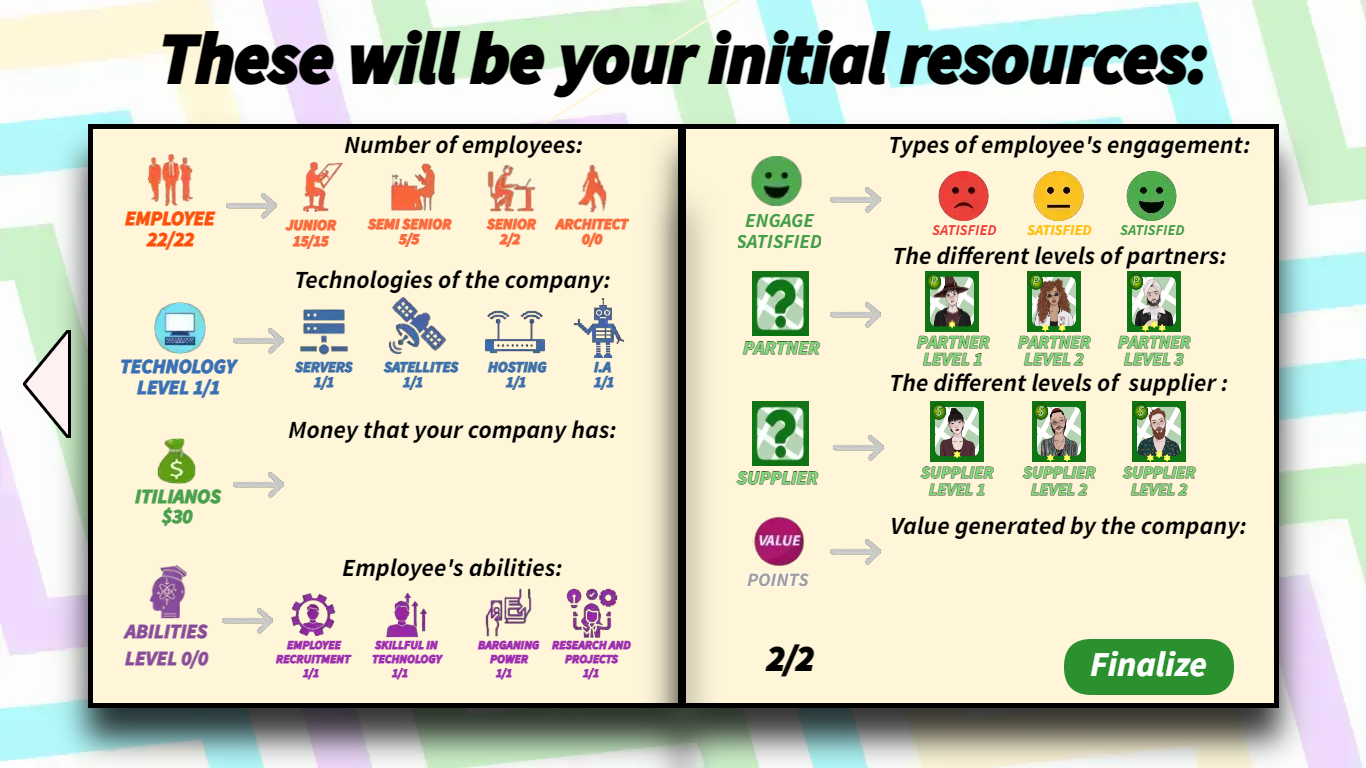 These will be your initial resources:
Number of employees:
EMPLOYEE
22/22
JUNIOR
15/15
SEMI SENIOR
5/5
SENIOR
2/2
ARCHITECT
0/0
Technologies of the company:
TECHNOLOGY
LEVEL 1/1
SERVERS
1/1
SATELLITES
1/1
HOSTING
1/1
I.A
1/1
Money that your company has:
ITILIANOS
$30
Employee's abilities:
ABILITIES
LEVEL 0/0
EMPLOYEE
RECRUITMENT
1/1
SKILLFUL IN
TECHNOLOGY
1/1
BARGANING
POWER
1/1
RESEARCH AND
PROJECTS
1/1
Types of employee's engagement:
ENGAGE
SATISFIED
SATISFIED
SATISFIED
SATISFIED
The different levels of partners:
PARTNER
PARTNER
LEVEL 1
PARTNER
LEVEL 2
PARTNER
LEVEL 3
The different levels of supplier :
SUPPLIER
SUPPLIER
LEVEL 1
SUPPLIER
LEVEL 2
SUPPLIER
LEVEL 2
Value generated by the company:
VALUE
POINTS
2/2
Finalize